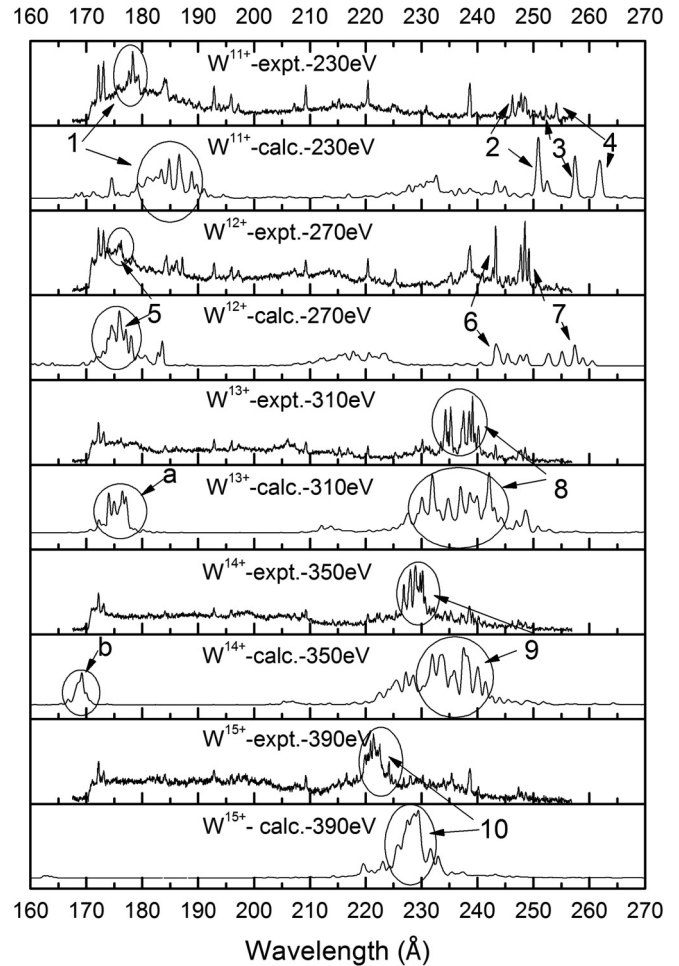 160 170 180 190 200 210 220 230 240 250 260 270
W11+-expt.-230eV
1 2 3 4
W11+-calc.-230eV
W12+-expt.-270eV
5 6 7
W12+-calc.-270eV
W13+-expt.-310eV
a 8
W13+-calc.-310eV
W14+-expt.-350eV
b 9
W14+-calc.-350eV
W15+-expt.-390eV
W15+- calc.-390eV
10
160 170 180 190 200 210 220 230 240 250 260 270
Wavelength (Å)